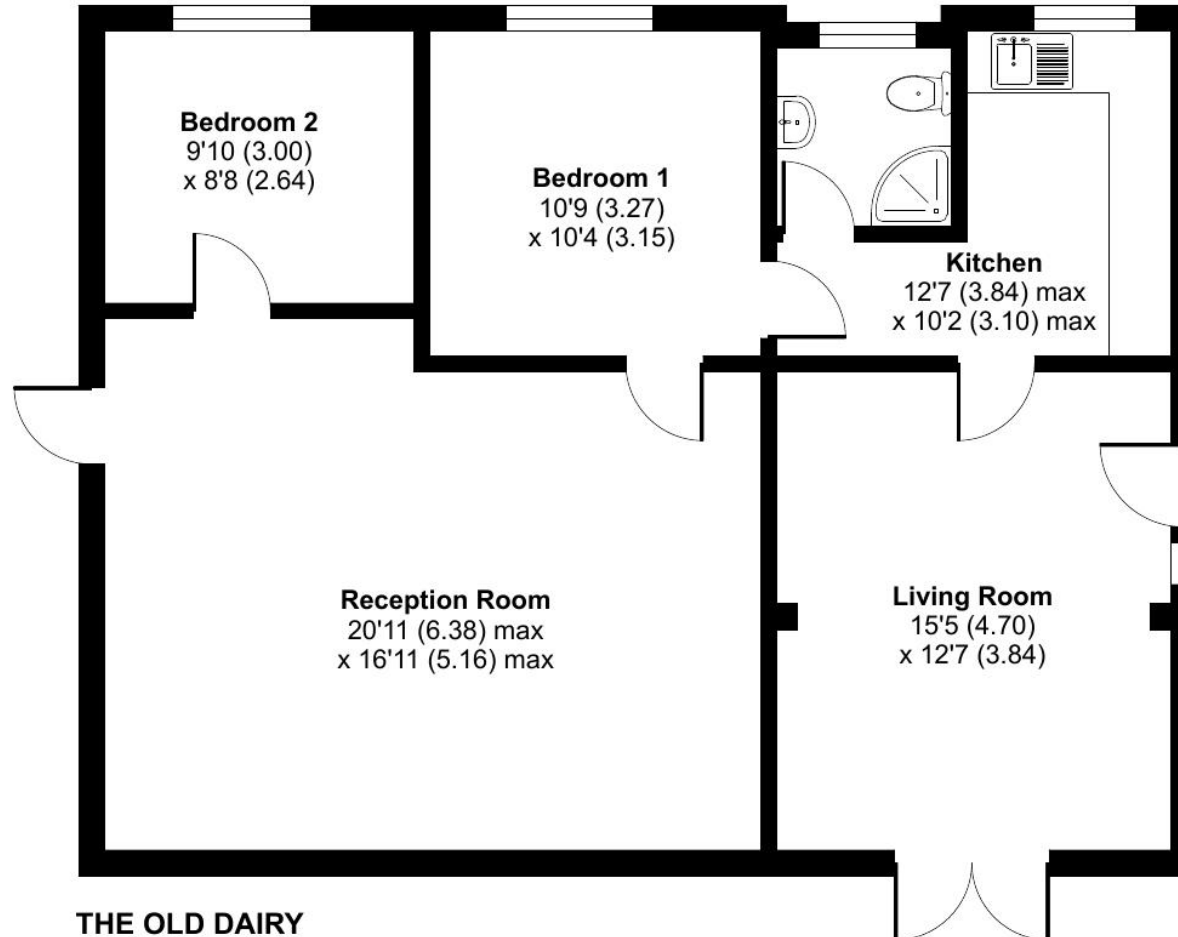 Bedroom 2
9'10 (3.00)
x 8'8 (2.64)
Bedroom 1
10'9 (3.27)
x 10'4 (3.15)
Kitchen
12'7 (3.84) max
x 10'2 (3.10) max
Reception Room
20'11 (6.38) max
x 16'11 (5.16) max
Living Room
15'5 (4.70)
x 12'7 (3.84)
THE OLD DAIRY